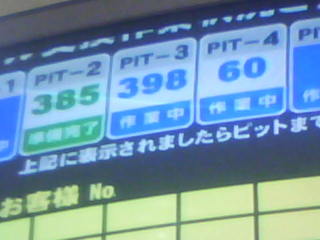 PIT-2 PIT-3 PIT-4
385 398 60
準備完了 作業中 作業中
上記に表示されましたらピットまで
お客様 No.